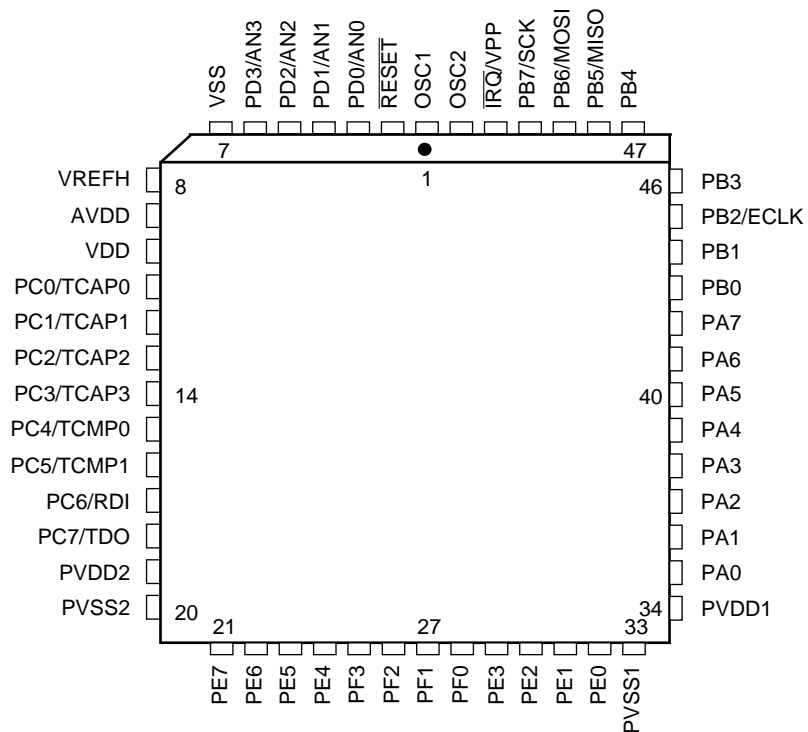 VSS
PD3/AN3
PD2/AN2
PD1/AN1
PD0/AN0
RESET
OSC1
OSC2
IRQ/VPP
PB7/SCK
PB6/MOSI
PB5/MISO
PB4
7
1
47
VREFH
8
46
PB3
AVDD
PB2/ECLK
VDD
PB1
PC0/TCAP0
PB0
PC1/TCAP1
PA7
PC2/TCAP2
PA6
PC3/TCAP3
14
40
PA5
PC4/TCMP0
PA4
PC5/TCMP1
PA3
PC6/RDI
PA2
PC7/TDO
PA1
PVDD2
PA0
PVSS2
20
34
PVDD1
21
27
33
PE7
PE6
PE5
PE4
PF3
PF2
PF1
PF0
PE3
PE2
PE1
PE0
PVSS1